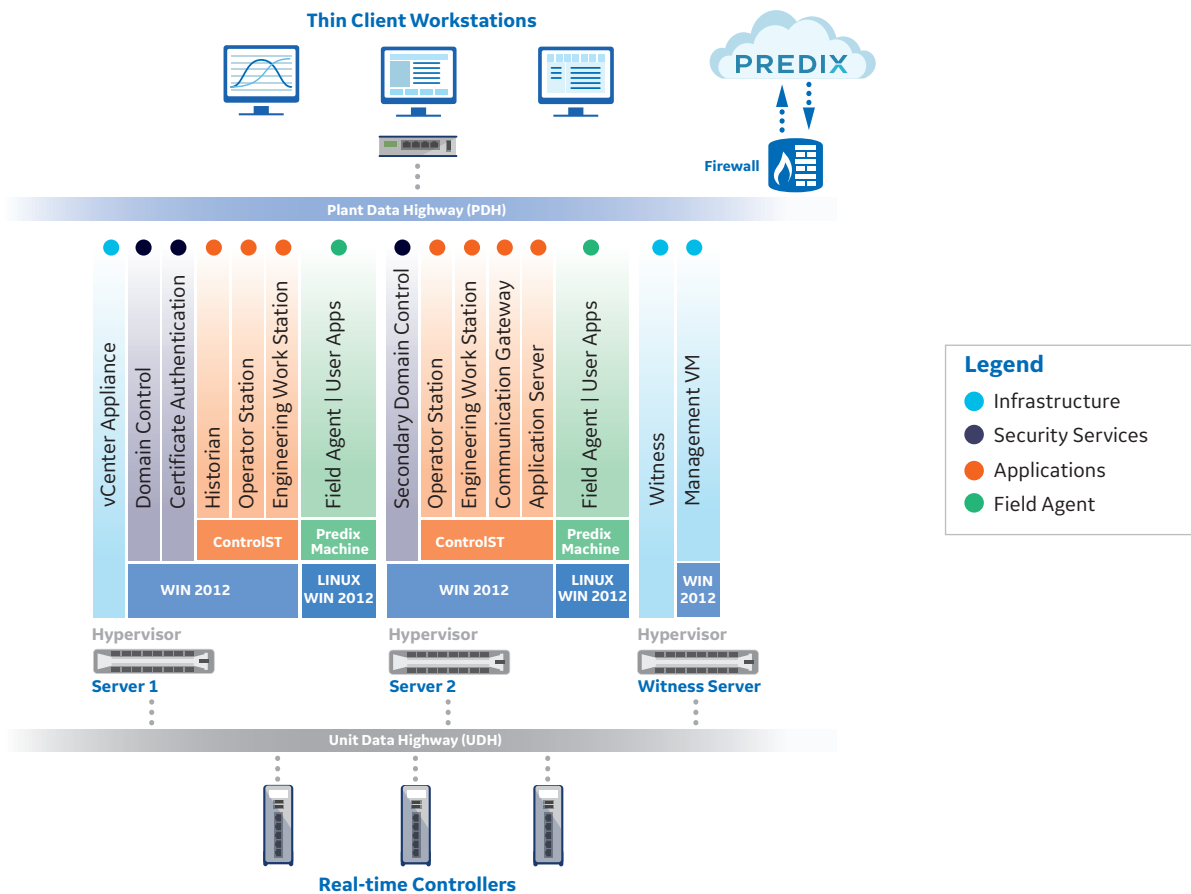 Thin Client Workstations
PREDIX
Firewall
Plant Data Highway (PDH)
vCenter Appliance
Domain Control
Certificate Authentication
Historian
Operator Station
Engineering Work Station
Field Agent | User Apps
Secondary Domain Control
Operator Station
Engineering Work Station
Communication Gateway
Application Server
Field Agent | User Apps
Witness
Management VM
ControlST
Predix
Machine
ControlST
Predix
Machine
WIN 2012
LINUX
WIN 2012
WIN 2012
LINUX
WIN 2012
WIN
2012
Hypervisor
Server 1
Hypervisor
Server 2
Hypervisor
Witness Server
Unit Data Highway (UDH)
Real-time Controllers
Legend
Infrastructure
Security Services
Applications
Field Agent